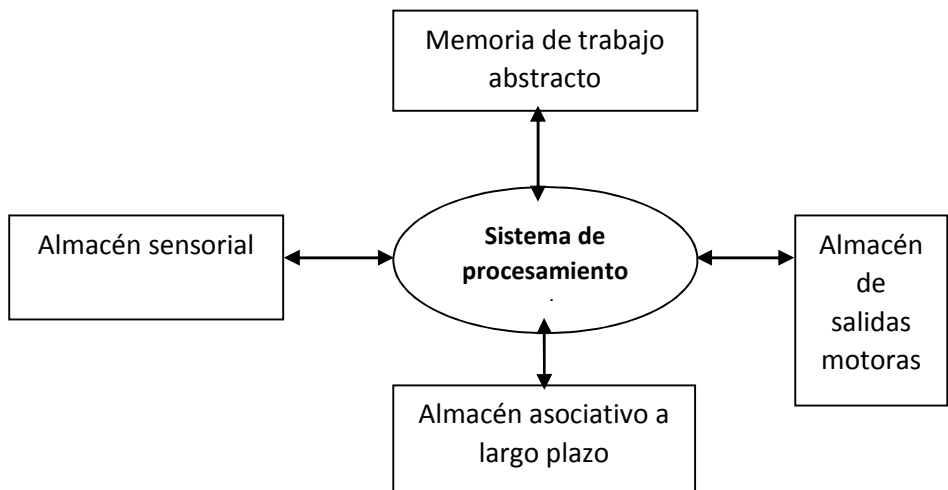 Memoria de trabajo
abstracto
Almacén sensorial
Sistema de
procesamiento
.
Almacén
de
salidas
motoras
Almacén asociativo a
largo plazo